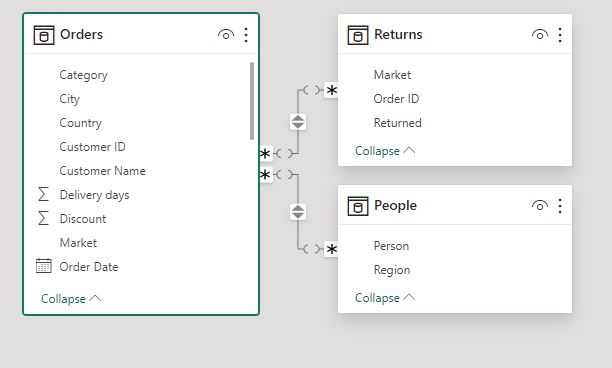 Orders
Category
City
Country
Customer ID
Customer Name
Delivery days
Discount
Market
Order Date
Collapse
Returns
Market
Order ID
Returned
Collapse
People
Person
Region
Collapse